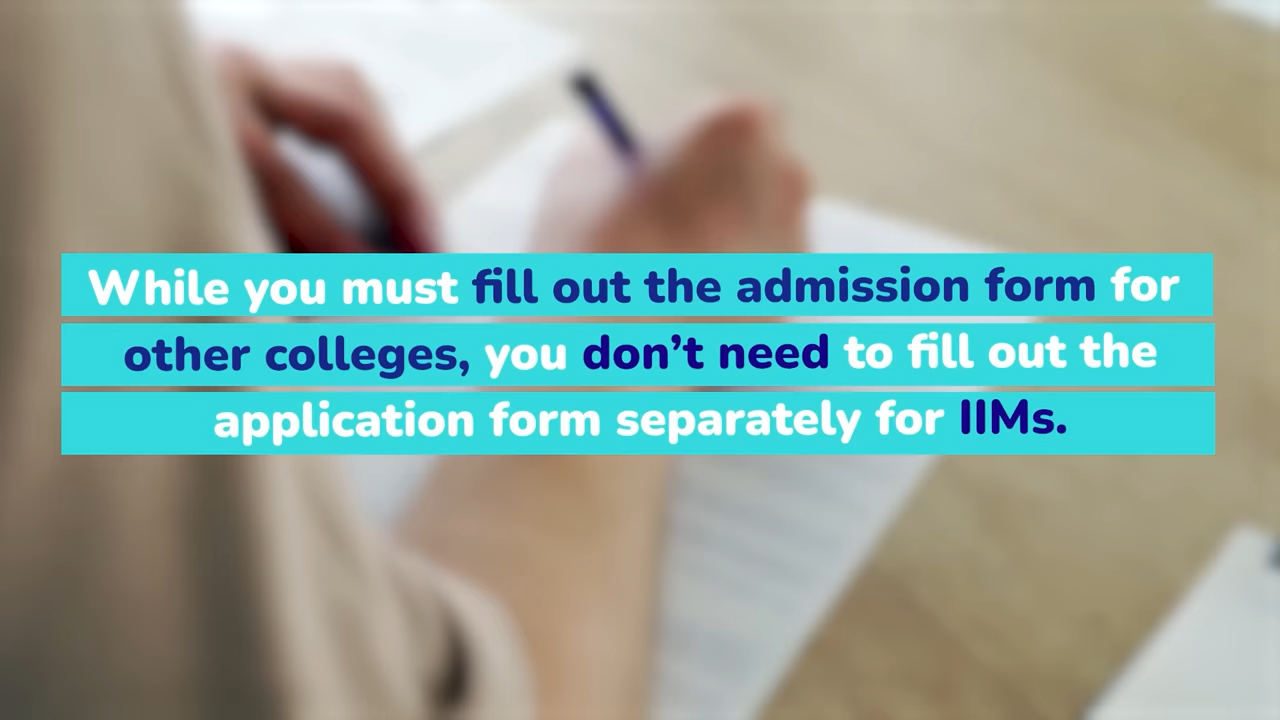 While you must fill out the admission form for
other colleges, you don't need to fill out the
application form separately for IIMs.